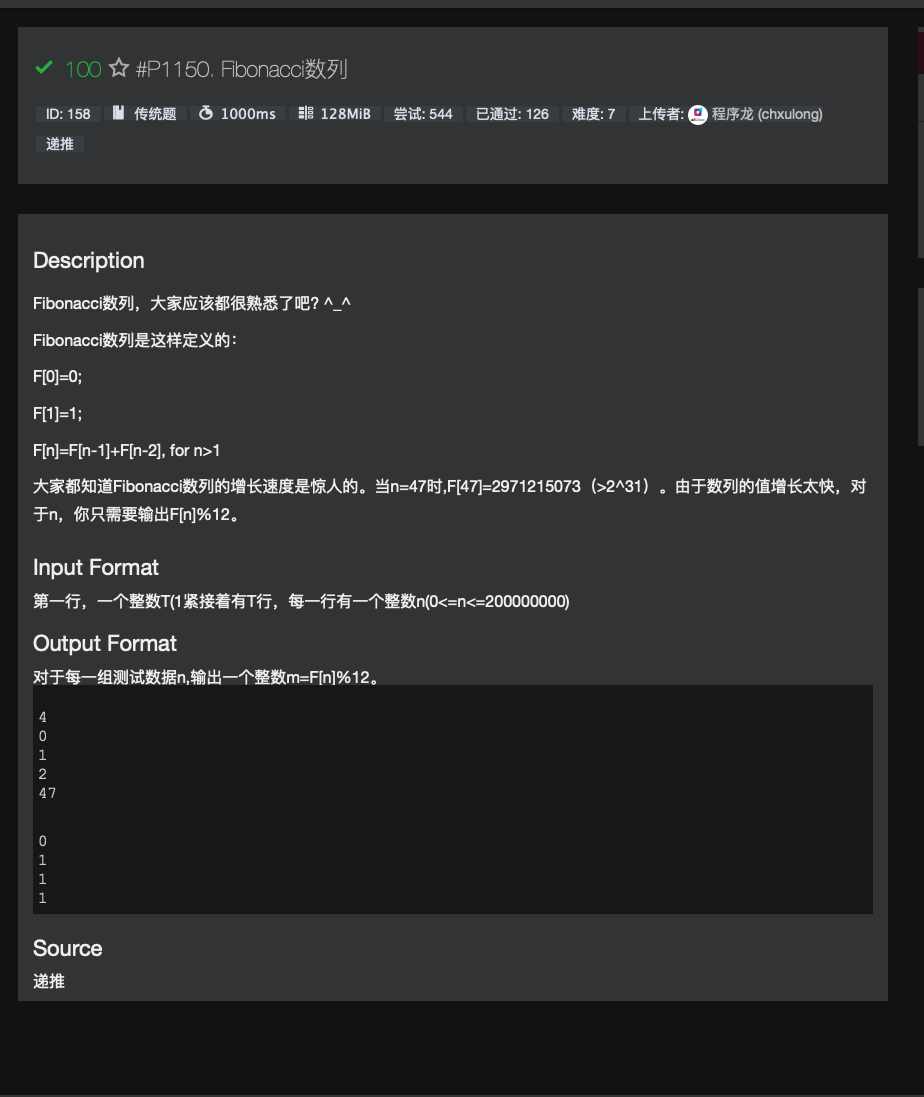 100 #P1150. Fibonacci数列
ID: 158 传统题 1000ms 128MiB 尝试: 544 已通过: 126 难度: 7 上传者: 程序龙 (chxulong)
递推
Description
Fibonacci数列，大家应该都很熟悉了吧? ^_^
Fibonacci数列是这样定义的：
F[0]=0;
F[1]=1;
F[n]=F[n-1]+F[n-2], for n>1
大家都知道Fibonacci数列的增长速度是惊人的。当n=47时,F[47]=2971215073（>2^31）。由于数列的值增长太快，对
于n，你只需要输出F[n]%12。
Input Format
第一行，一个整数T(1紧接着有T行，每一行有一个整数n(0<=n<=200000000)
Output Format
对于每一组测试数据n,输出一个整数m=F[n]%12。
4
0
1
2
47
0
1
1
1
Source
递推